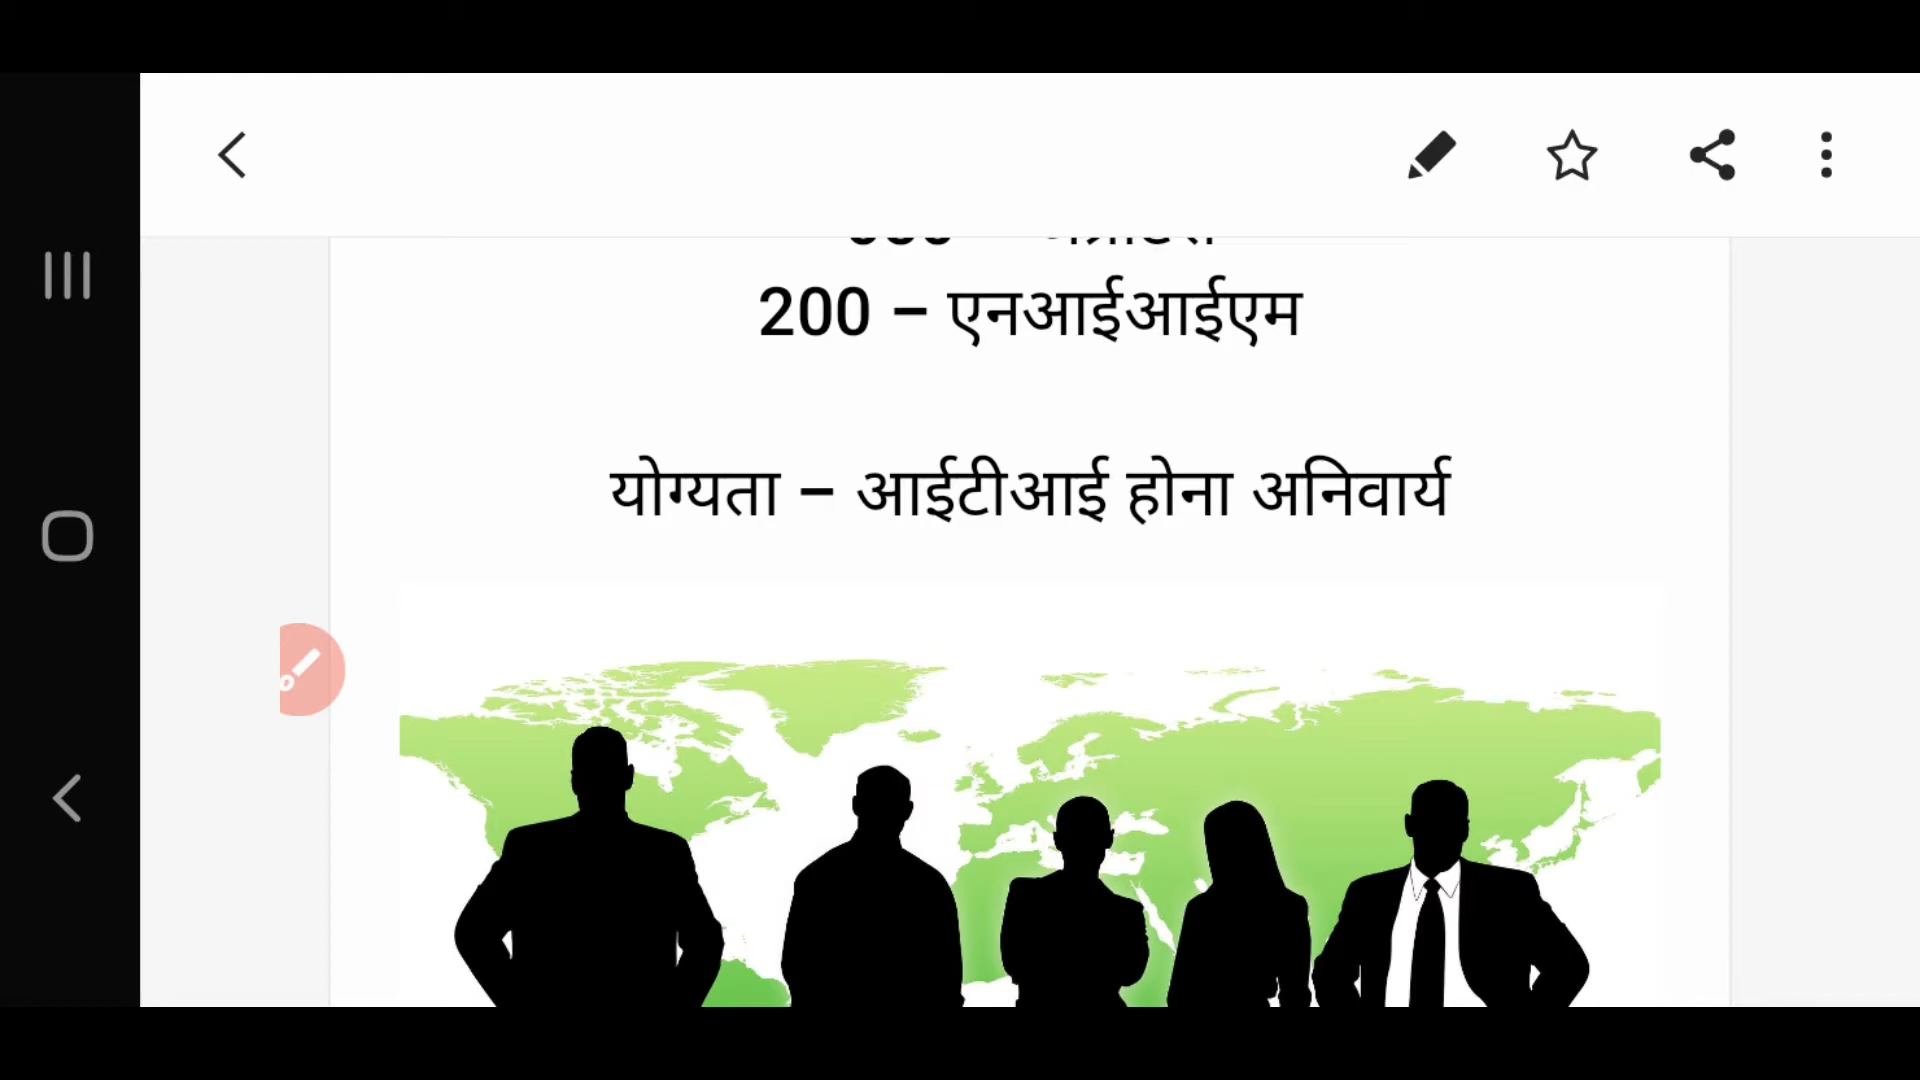 200 – एनआईआईएम
योग्यता – आईटीआई होना अनिवार्य